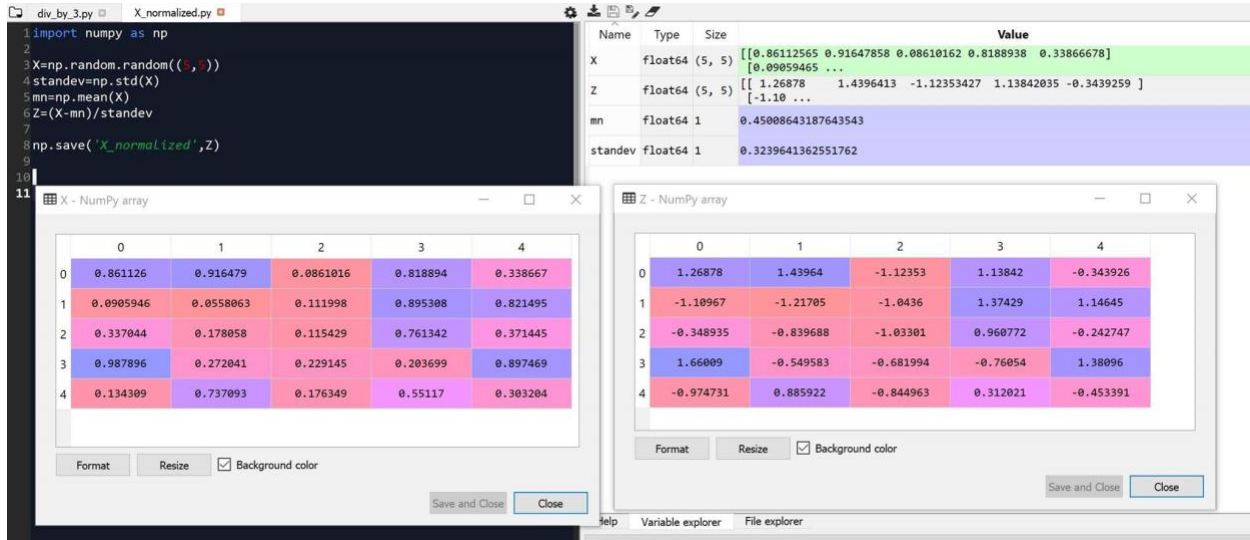 div_by_3.py X_normalized.py
1 import numpy as np
2
3 X=np.random.random((5,5))
4 standev=np.std(X)
5 mn=np.mean(X)
6 Z=(X-mn)/standev
7
8 np.save('X_normalized',Z)
9
10
11
Name Type Size Value
X float64 (5, 5) [[0.86112565 0.91647858 0.08610162 0.8188938 0.33866678]
[0.09059465 ...
Z float64 (5, 5) [[ 1.26878 1.4396413 -1.12353427 1.13842035 -0.3439259 ]
[-1.10 ...
mn float64 1 0.45008643187643543
standev float64 1 0.3239641362551762
X - NumPy array
0 1 2 3 4
0 0.861126 0.916479 0.0861016 0.818894 0.338667
1 0.0905946 0.0558063 0.111998 0.895308 0.821495
2 0.337044 0.178058 0.115429 0.761342 0.371445
3 0.987896 0.272041 0.229145 0.203699 0.897469
4 0.134309 0.737093 0.176349 0.55117 0.303204
Format Resize Background color
Save and Close Close
Z - NumPy array
0 1 2 3 4
0 1.26878 1.43964 -1.12353 1.13842 -0.343926
1 -1.10967 -1.21705 -1.0436 1.37429 1.14645
2 -0.348935 -0.839688 -1.03301 0.960772 -0.242747
3 1.66009 -0.549583 -0.681994 -0.76054 1.38096
4 -0.974731 0.885922 -0.844963 0.312021 -0.453391
Format Resize Background color
Save and Close Close
Help Variable explorer File explorer